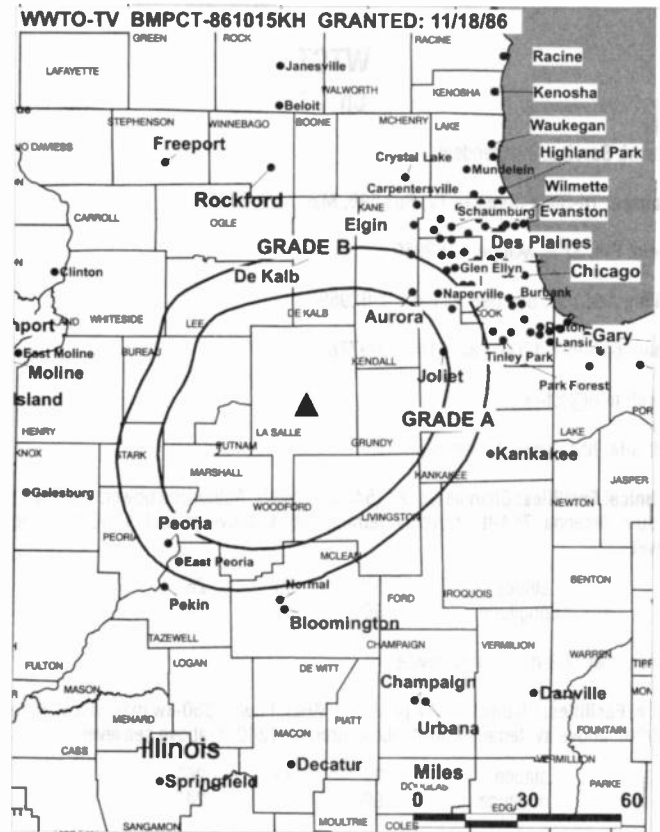 WWTO-TV BMPCT-861015KH GRANTED: 11/18/86
GREEN
ROCK
RACINE
Racine
Janesville
LAFAYETTE
WALWORTH
KENOSHA
Kenosha
Beloit
STEPHENSON
WINNEBAGO
BOONE
MCHENRY
LAKE
Waukegan
DAVIESS
Freeport
Crystal Lake
Highland Park
Mundelein
Rockford
Carpentersville
Wilmette
CARROLL
OGLE
KANE
Elgin
Schaumburg
Evanston
GRADE B
Des Plaines
Clinton
De Kalb
Glen Ellyn
Chicago
WHITESIDE
LEE
DE KALB
Naperville
Burbank
COOK
Aurora
East Moline
BUREAU
Gary
Moline
KENDALL
Lansin
Tinley Park
Joliet
Park Forest
HENRY
LA SALLE
GRADE A
PUTNAM
GRUNDY
LAKE
POR
KNOX
STARK
Kankakee
MARSHALL
KANKAKEE
JASPER
Galesburg
WOODFORD
NEWTON
LIVINGSTON
Peoria
PEORIA
East Peoria
MCLEAN
BENTON
Pekin
Normal
FORD
IROQUOIS
Bloomington
TAZEWELL
CHAMPAIGN
VERMILION
WARREN
FULTON
LOGAN
DE WITT
TIPP
MASON
Champaign
Danville
MENARD
PIATT
Urbana
FOUNTAIN
CASS
Illinois
MACON
Decatur
Miles
VERMILLION
Springfield
PARKE
0 30 60
EDGA
SANGAMON
MOULTRIE
COLES